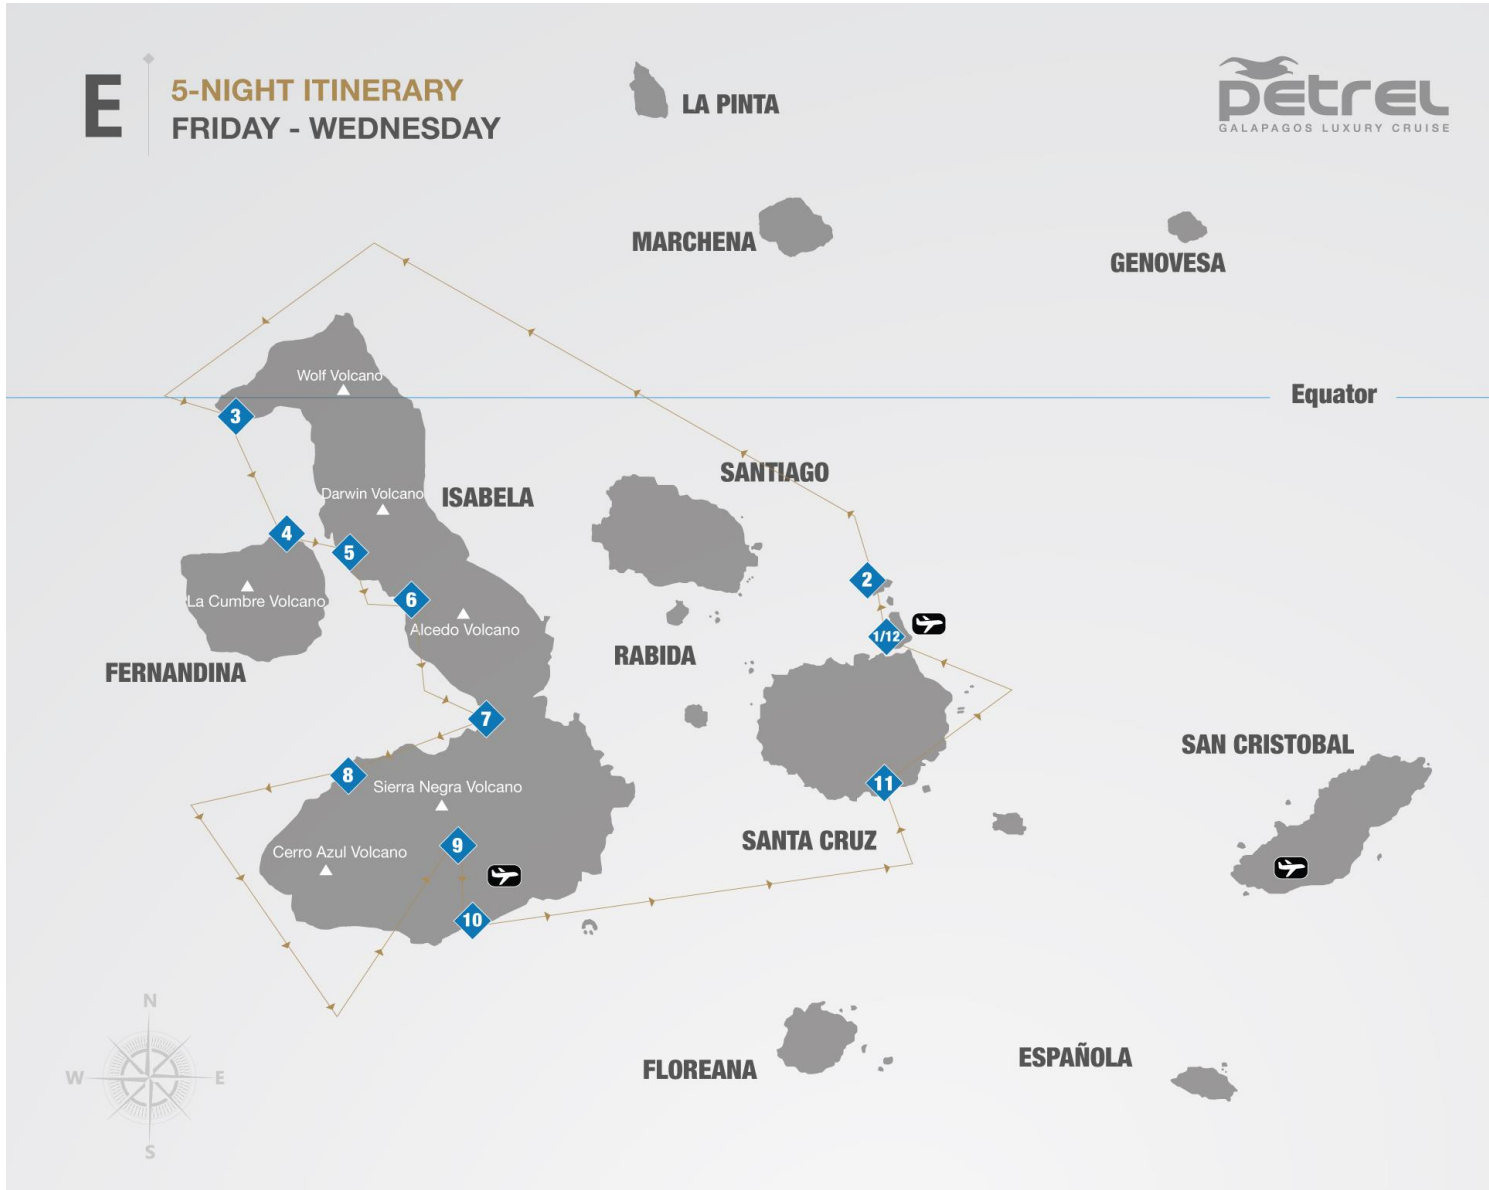 E
5-NIGHT ITINERARY
FRIDAY - WEDNESDAY
LA PINTA
petrel
GALAPAGOS LUXURY CRUISE
MARCHENA
GENOVESA
Wolf Volcano
Equator
3
SANTIAGO
Darwin Volcano
ISABELA
4
5
2
6
La Cumbre Volcano
Alcedo Volcano
1/12
RABIDA
FERNANDINA
7
SAN CRISTOBAL
8
Sierra Negra Volcano
11
SANTA CRUZ
9
Cerro Azul Volcano
10
N
W
E
S
FLOREANA
ESPAÑOLA